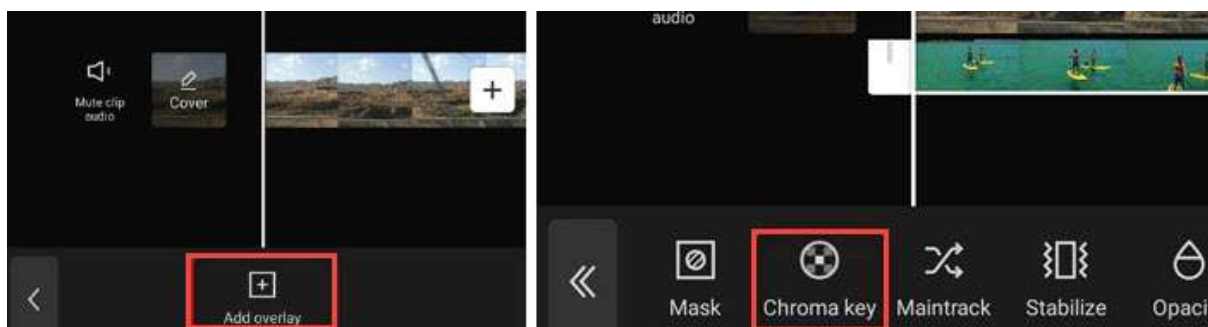 Mute clip
audio
Cover
Add overlay
audio
Mask
Chroma key
Maintrack
Stabilize
Opaci